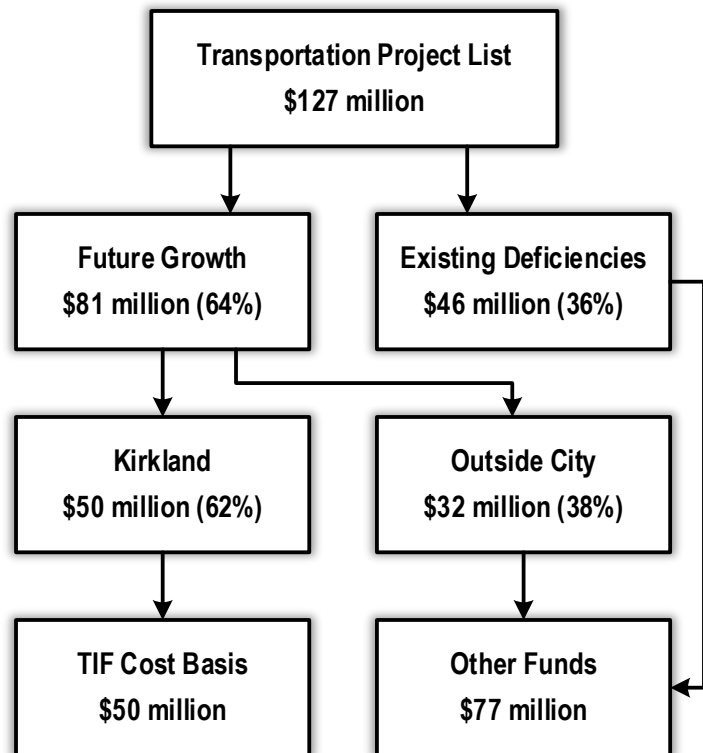 Transportation Project List
$127 million
Future Growth
$81 million (64%)
Existing Deficiencies
$46 million (36%)
Kirkland
$50 million (62%)
Outside City
$32 million (38%)
TIF Cost Basis
$50 million
Other Funds
$77 million